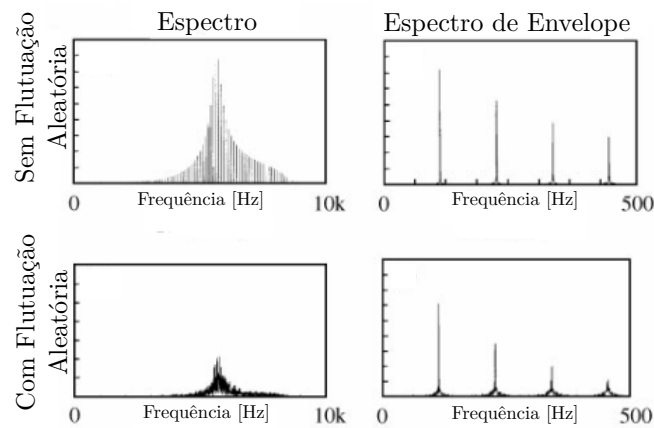 Espectro
Espectro de Envelope
Sem Flutuação
Aleatória
0
Frequência [Hz]
10k
0
Frequência [Hz]
500
Com Flutuação
Aleatória
0
Frequência [Hz]
10k
0
Frequência [Hz]
500